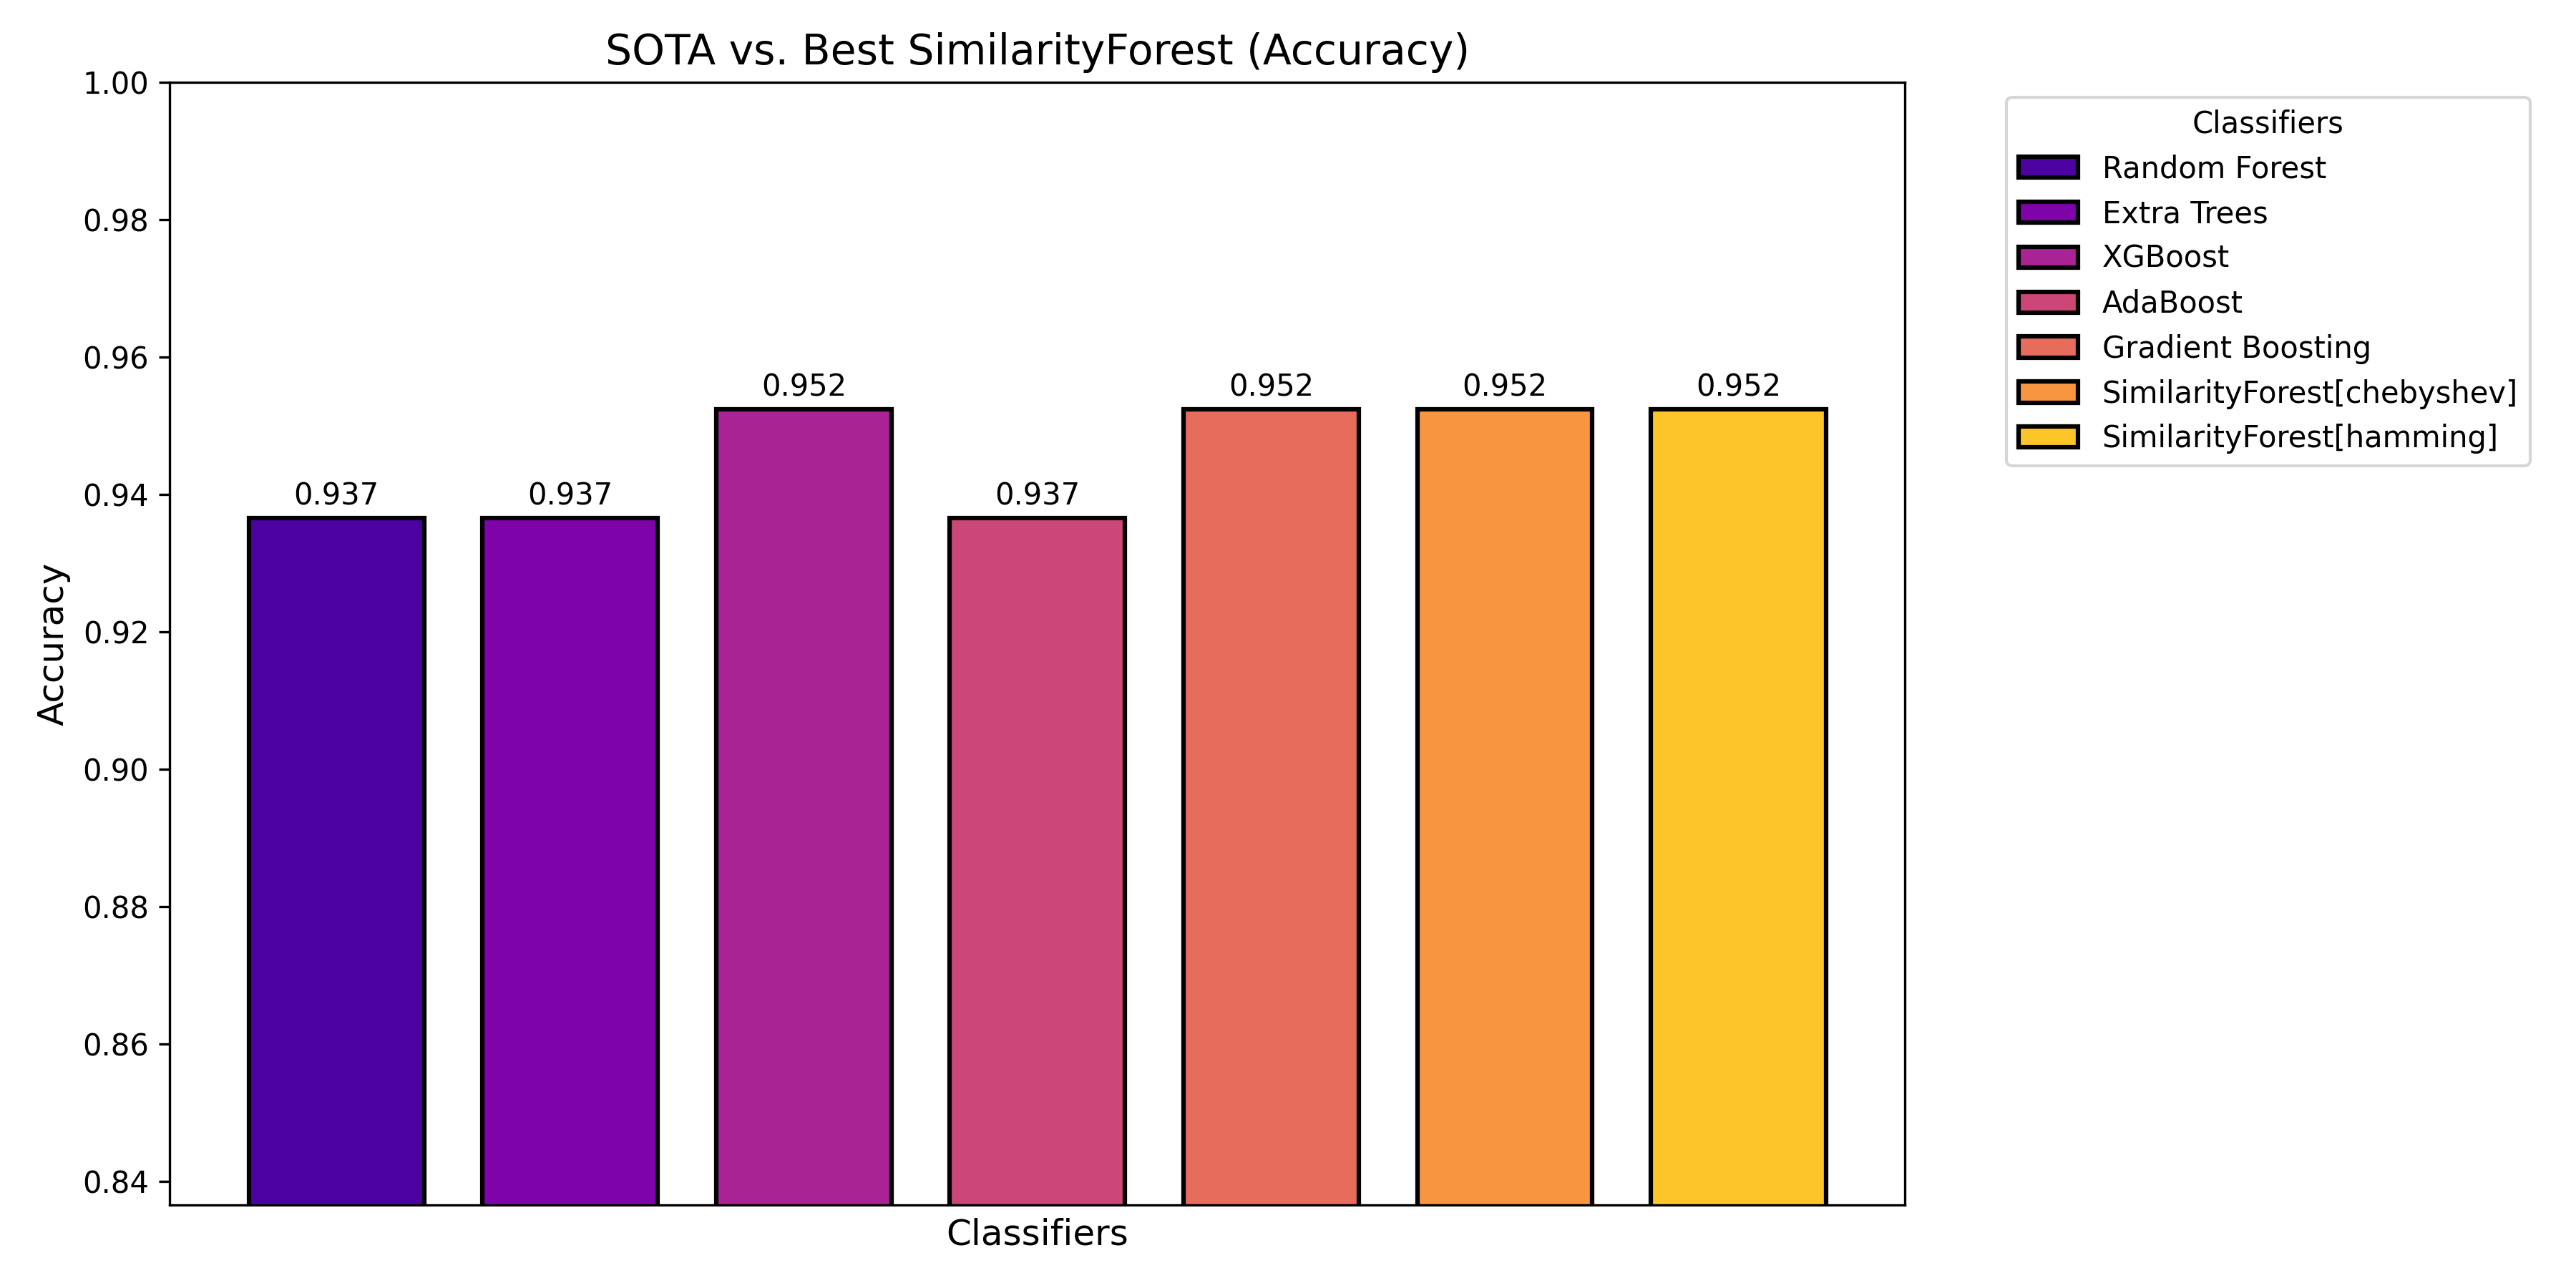 SOTA vs. Best SimilarityForest (Accuracy)
1.00
0.98
0.96
0.94
0.92
0.90
0.88
0.86
0.84
Accuracy
0.937
0.937
0.952
0.937
0.952
0.952
0.952
Classifiers
Classifiers
Random Forest
Extra Trees
XGBoost
AdaBoost
Gradient Boosting
SimilarityForest[chebyshev]
SimilarityForest[hamming]